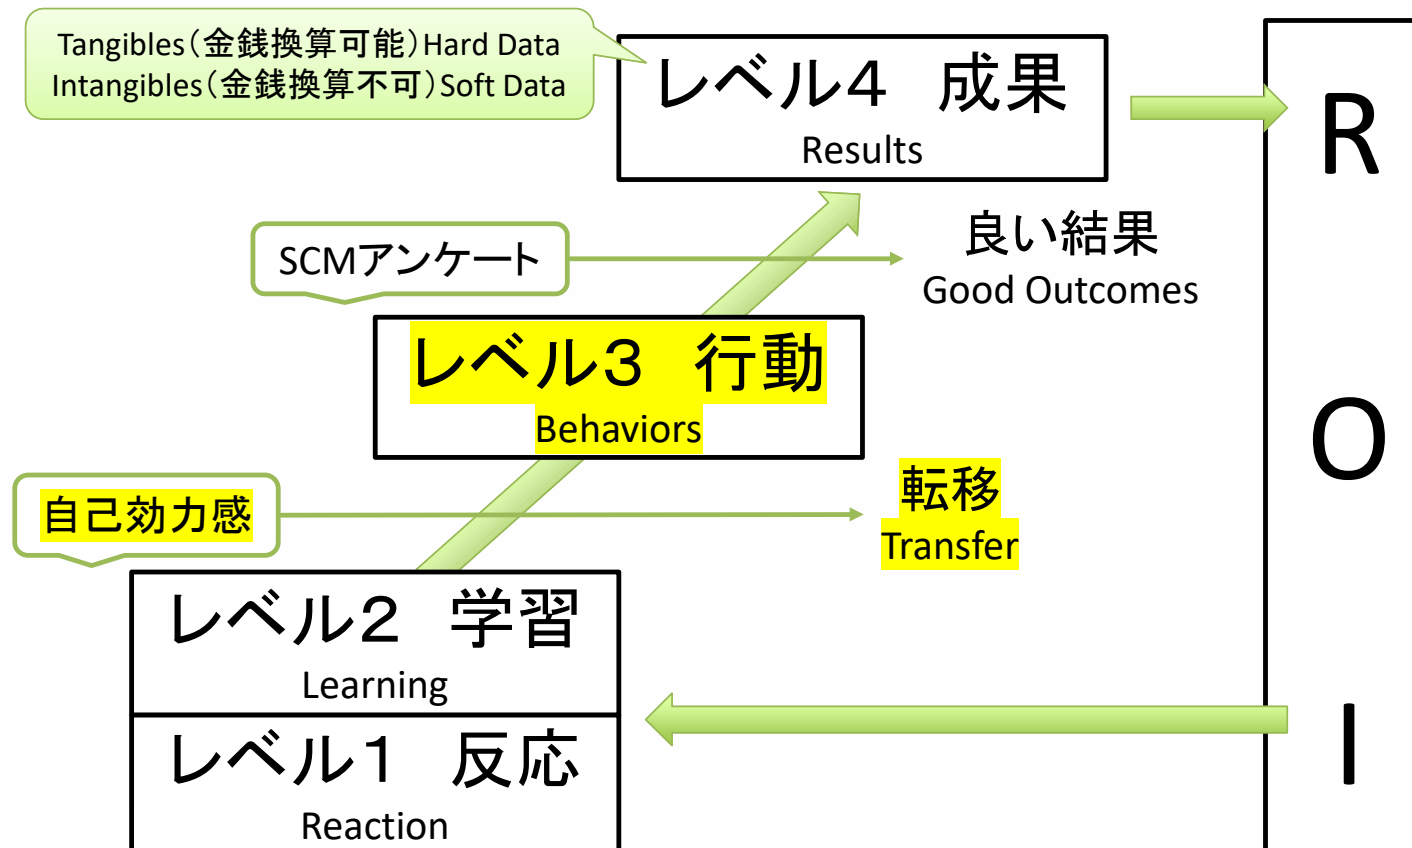 Tangibles（金銭換算可能）Hard Data
Intangibles（金銭換算不可）Soft Data
レベル４　成果
Results
R
SCMアンケート
良い結果
Good Outcomes
レベル３　行動
Behaviors
O
自己効力感
転移
Transfer
レベル２　学習
Learning
I
レベル１　反応
Reaction